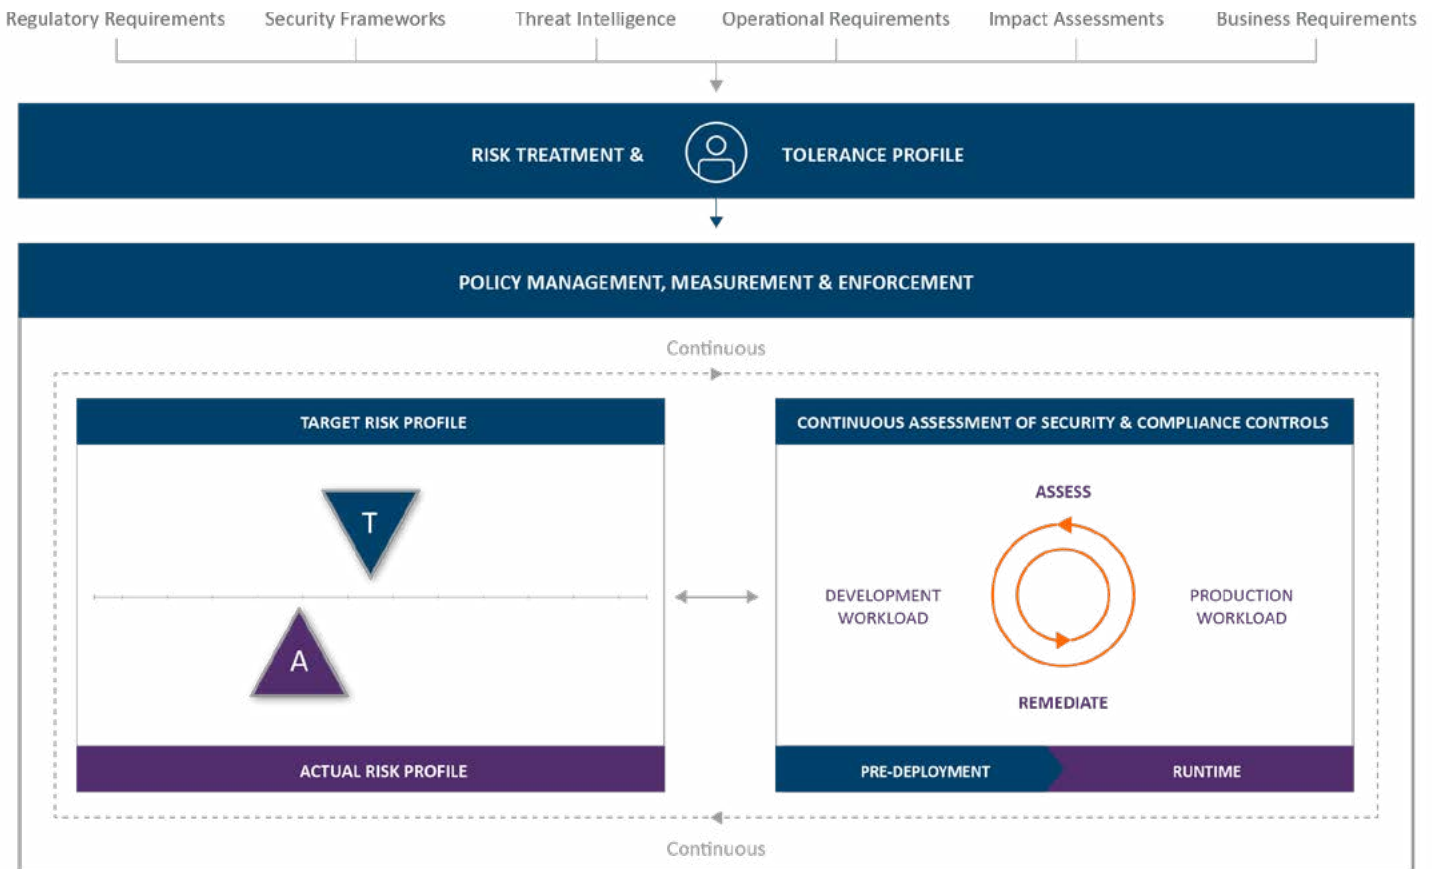 Regulatory Requirements Security Frameworks Threat Intelligence Operational Requirements Impact Assessments Business Requirements
RISK TREATMENT & TOLERANCE PROFILE
POLICY MANAGEMENT, MEASUREMENT & ENFORCEMENT
Continuous
TARGET RISK PROFILE
T
A
ACTUAL RISK PROFILE
CONTINUOUS ASSESSMENT OF SECURITY & COMPLIANCE CONTROLS
ASSESS
DEVELOPMENT
WORKLOAD
PRODUCTION
WORKLOAD
REMEDIATE
PRE-DEPLOYMENT
RUNTIME
Continuous